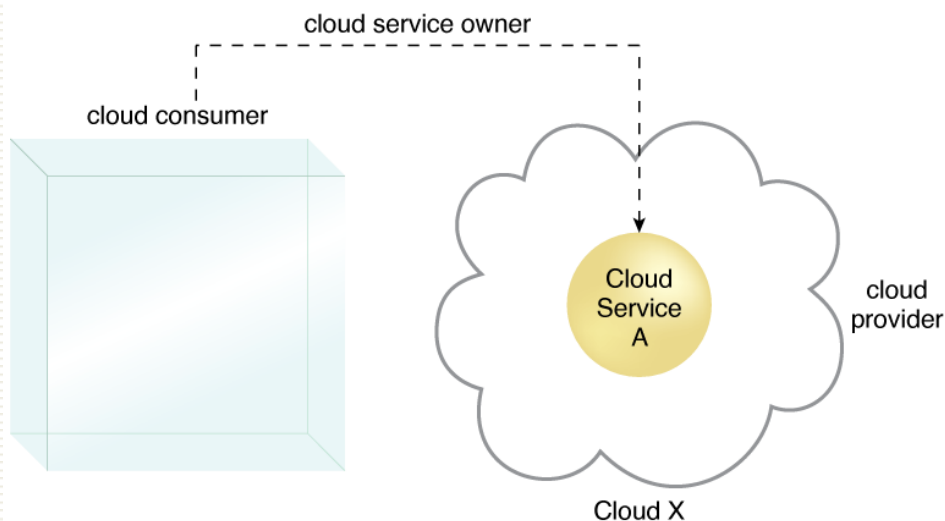 cloud service owner
cloud consumer
Cloud
Service
A
cloud
provider
Cloud X